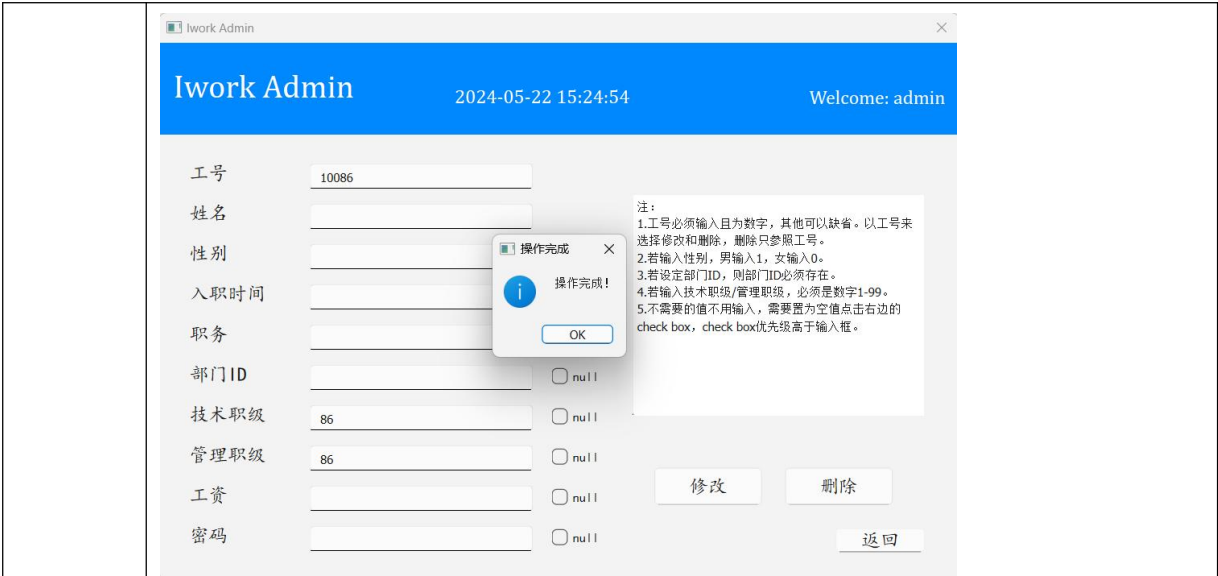 Iwork Admin
Iwork Admin
2024-05-22 15:24:54
Welcome: admin
工号
10086
姓名
性别
入职时间
职务
部门ID
null
技术职级
86
null
管理职级
86
null
工资
null
密码
null
操作完成
操作完成!
OK
注:
1.工号必须输入且为数字，其他可以缺省。以工号来
选择修改和删除，删除只参照工号。
2.若输入性别，男输入1，女输入0。
3.若设定部门ID，则部门ID必须存在。
4.若输入技术职级/管理职级，必须是数字1-99。
5.不需要的值不用输入，需要置为空值点击右边的
check box，check box优先级高于输入框。
修改
删除
返回